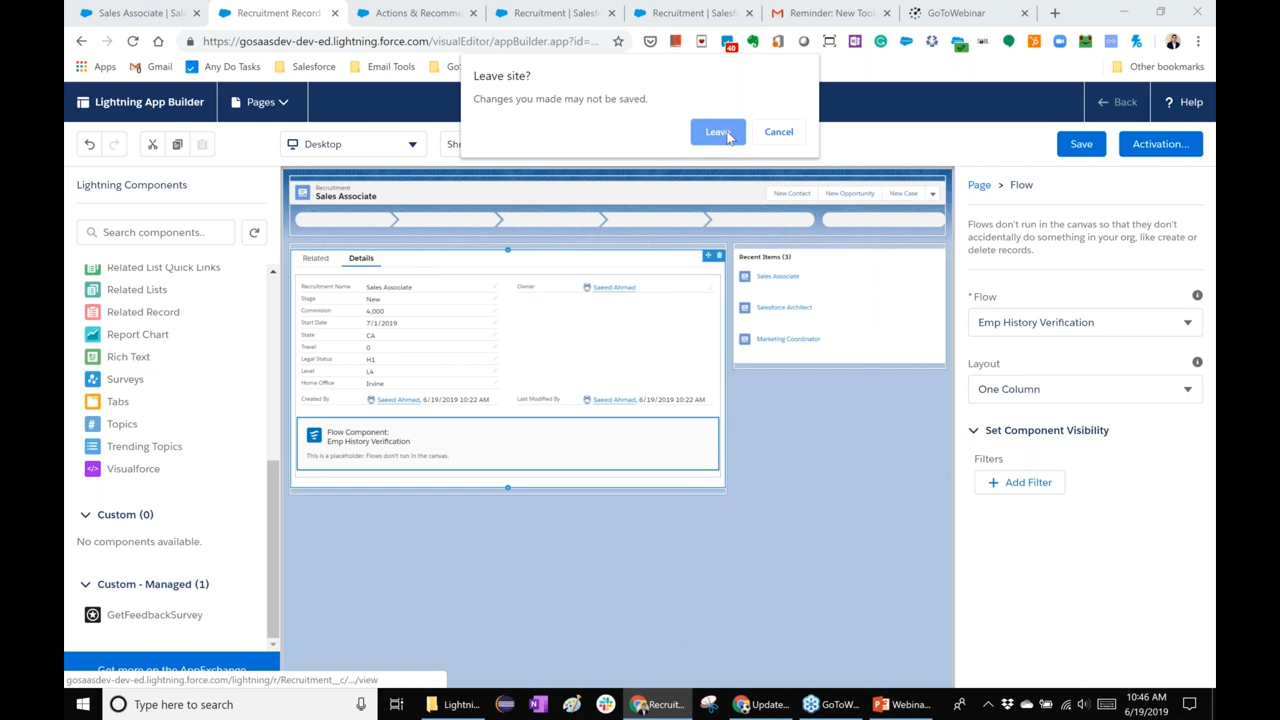 Sales Associate | Sal
Recruitment Record
Actions & Recomme
Recruitment | Salesf
Recruitment | Salesf
Reminder: New Tool
GoToWebinar
https://gosaasdev-dev-ed.lightning.force.com/visualEditor/appBuilder.app?id=...
40
Apps
Gmail
Any Do Tasks
Salesforce
Email Tools
Other bookmarks
Leave site?
Changes you made may not be saved.
Leave
Cancel
Lightning App Builder
Pages
Back
? Help
Desktop
Shr
Save
Activation...
Lightning Components
Search components..
Related List Quick Links
Related Lists
Related Record
Report Chart
Rich Text
Surveys
Tabs
Topics
Trending Topics
Visualforce
Custom (0)
No components available.
Custom - Managed (1)
GetFeedbackSurvey
Get more on the AppExchange
gosaasdev-dev-ed.lightning.force.com/lightning/r/Recruitment__c/.../view
Recruitment
Sales Associate
New Contact
New Opportunity
New Case
Related
Details
Recruitment Name
Sales Associate
Owner
Saeed Ahmad
Stage
New
Commision
4,000
Start Date
7/1/2019
State
CA
Travel
0
Legal Status
H1
Level
L4
Home Office
Irvine
Created By
Saeed Ahmad, 6/19/2019 10:22 AM
Last Modified By
Saeed Ahmad, 6/19/2019 10:22 AM
Flow Component:
Emp History Verification
This is a placeholder. Flows don't run in the canvas.
Recent Items (3)
Sales Associate
Salesforce Architect
Marketing Coordinator
Page > Flow
Flows don't run in the canvas so that they don't
accidentally do something in your org, like create or
delete records.
* Flow
Emp History Verification
Layout
One Column
Set Component Visibility
Filters
+ Add Filter
Type here to search
Lightni...
Recruit...
Update...
GoToW...
Webina...
10:46 AM
6/19/2019